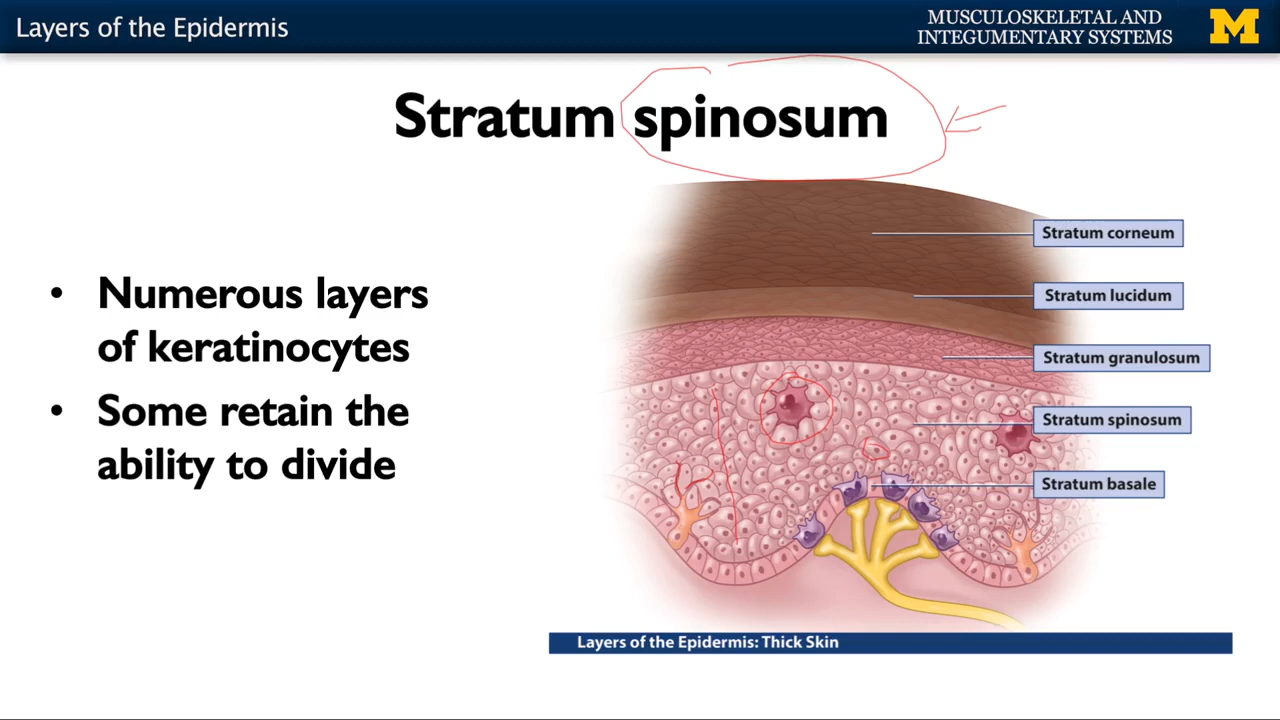 Layers of the Epidermis
MUSCULOSKELETAL AND
INTEGUMENTARY SYSTEMS
M
Stratum spinosum
• Numerous layers
of keratinocytes
• Some retain the
ability to divide
Stratum corneum
Stratum lucidum
Stratum granulosum
Stratum spinosum
Stratum basale
Layers of the Epidermis: Thick Skin